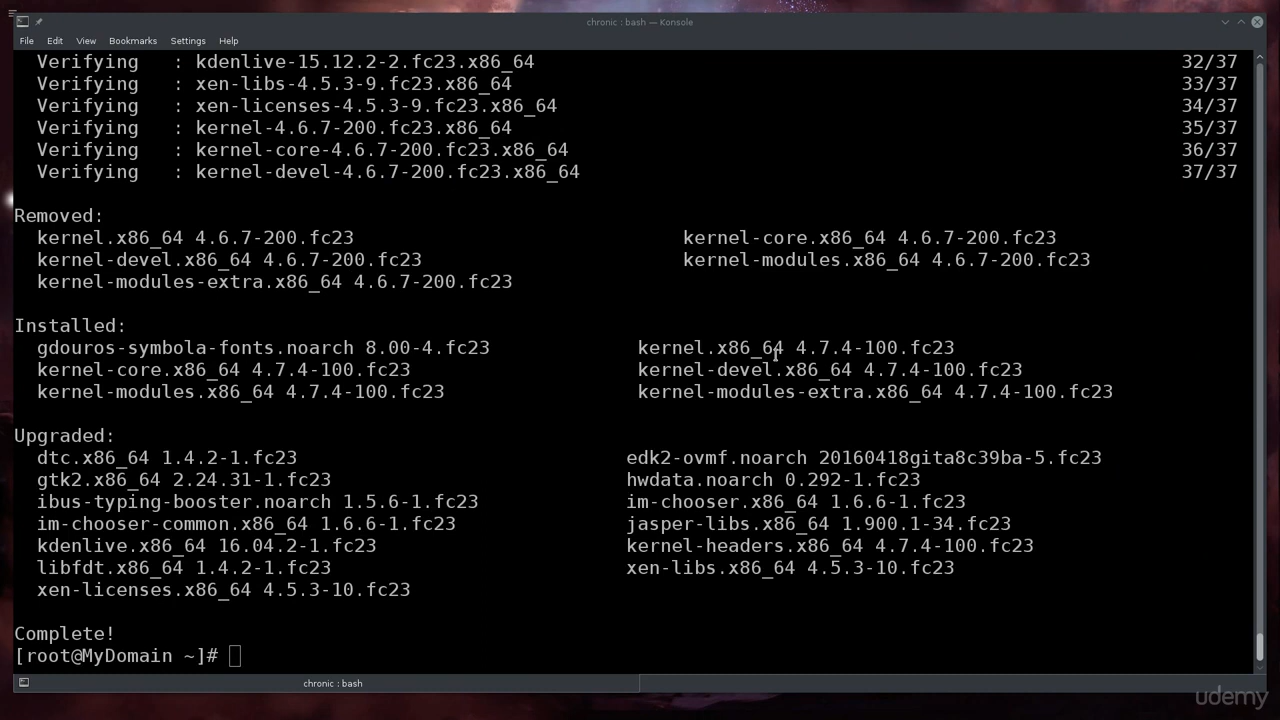 chronic : bash — Konsole
File Edit View Bookmarks Settings Help
Verifying : kdenlive-15.12.2-2.fc23.x86_64 32/37
Verifying : xen-libs-4.5.3-9.fc23.x86_64 33/37
Verifying : xen-licenses-4.5.3-9.fc23.x86_64 34/37
Verifying : kernel-4.6.7-200.fc23.x86_64 35/37
Verifying : kernel-core-4.6.7-200.fc23.x86_64 36/37
Verifying : kernel-devel-4.6.7-200.fc23.x86_64 37/37
Removed:
kernel.x86_64 4.6.7-200.fc23 kernel-core.x86_64 4.6.7-200.fc23
kernel-devel.x86_64 4.6.7-200.fc23 kernel-modules.x86_64 4.6.7-200.fc23
kernel-modules-extra.x86_64 4.6.7-200.fc23
Installed:
gdouros-symbola-fonts.noarch 8.00-4.fc23 kernel.x86_64 4.7.4-100.fc23
kernel-core.x86_64 4.7.4-100.fc23 kernel-devel.x86_64 4.7.4-100.fc23
kernel-modules.x86_64 4.7.4-100.fc23 kernel-modules-extra.x86_64 4.7.4-100.fc23
Upgraded:
dtc.x86_64 1.4.2-1.fc23 edk2-ovmf.noarch 20160418gita8c39ba-5.fc23
gtk2.x86_64 2.24.31-1.fc23 hwdata.noarch 0.292-1.fc23
ibus-typing-booster.noarch 1.5.6-1.fc23 im-chooser.x86_64 1.6.6-1.fc23
im-chooser-common.x86_64 1.6.6-1.fc23 jasper-libs.x86_64 1.900.1-34.fc23
kdenlive.x86_64 16.04.2-1.fc23 kernel-headers.x86_64 4.7.4-100.fc23
libfdt.x86_64 1.4.2-1.fc23 xen-libs.x86_64 4.5.3-10.fc23
xen-licenses.x86_64 4.5.3-10.fc23
Complete!
[root@MyDomain ~]#
chronic : bash
udemy